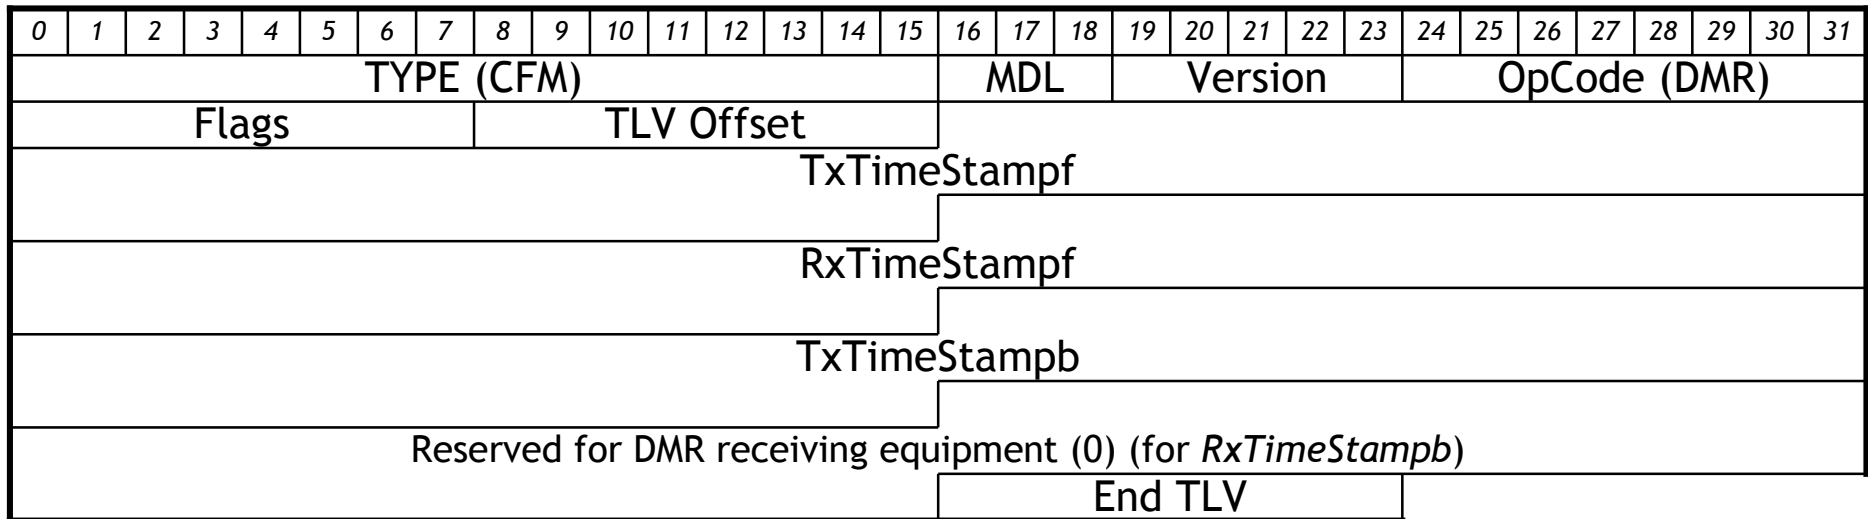 0 1 2 3 4 5 6 7 8 9 10 11 12 13 14 15 16 17 18 19 20 21 22 23 24 25 26 27 28 29 30 31
TYPE (CFM) MDL Version OpCode (DMR)
Flags TLV Offset
TxTimeStampf
RxTimeStampf
TxTimeStampb
Reserved for DMR receiving equipment (0) (for RxTimeStampb)
End TLV